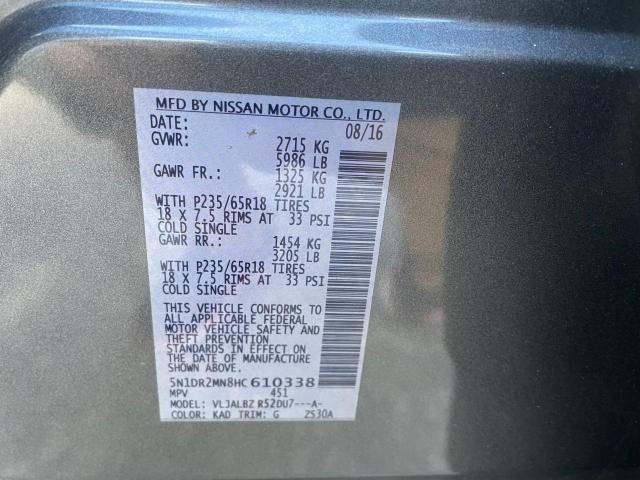 MFD BY NISSAN MOTOR CO., LTD.
DATE: 08/16
GVWR: 2715 KG
5986 LB
GAWR FR.: 1325 KG
2921 LB
WITH P235/65R18 TIRES
18 X 7.5 RIMS AT 33 PSI
COLD SINGLE
GAWR RR.: 1454 KG
3205 LB
WITH P235/65R18 TIRES
18 X 7.5 RIMS AT 33 PSI
COLD SINGLE
THIS VEHICLE CONFORMS TO
ALL APPLICABLE FEDERAL
MOTOR VEHICLE SAFETY AND
THEFT PREVENTION
STANDARDS IN EFFECT ON
THE DATE OF MANUFACTURE
SHOWN ABOVE.
5N1DR2MN8HC610338
MPV 451
MODEL: VLJALBZ R52DU7---A-
COLOR: KAD TRIM: G 2S30A